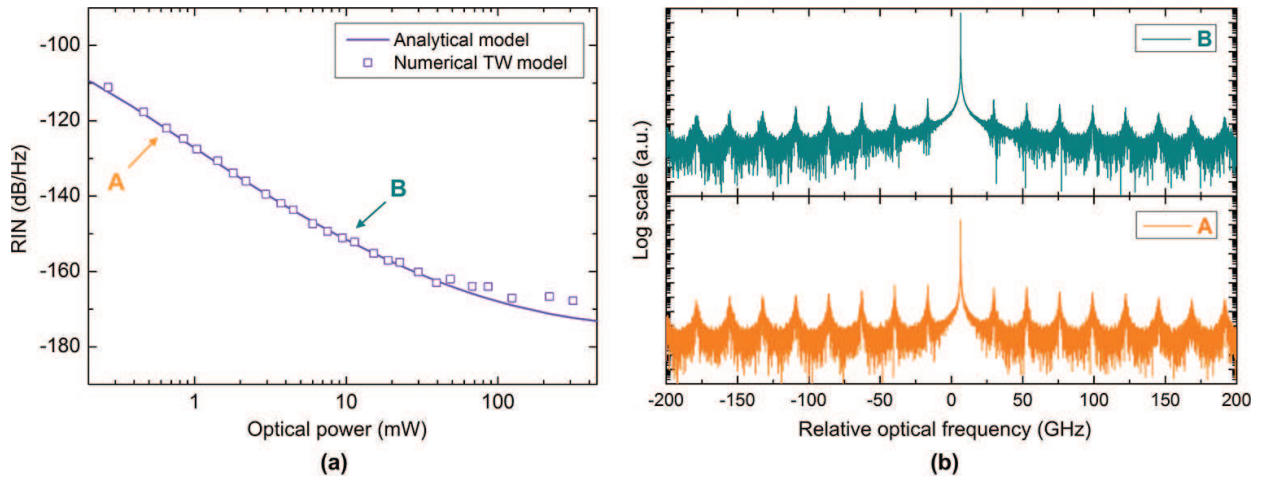 -100
-120
-140
-160
-180
RIN (dB/Hz)
Analytical model
Numerical TW model
A
B
1
10
100
Optical power (mW)
(a)
B
A
Log scale (a.u.)
-200 -150 -100 -50 0 50 100 150 200
Relative optical frequency (GHz)
(b)